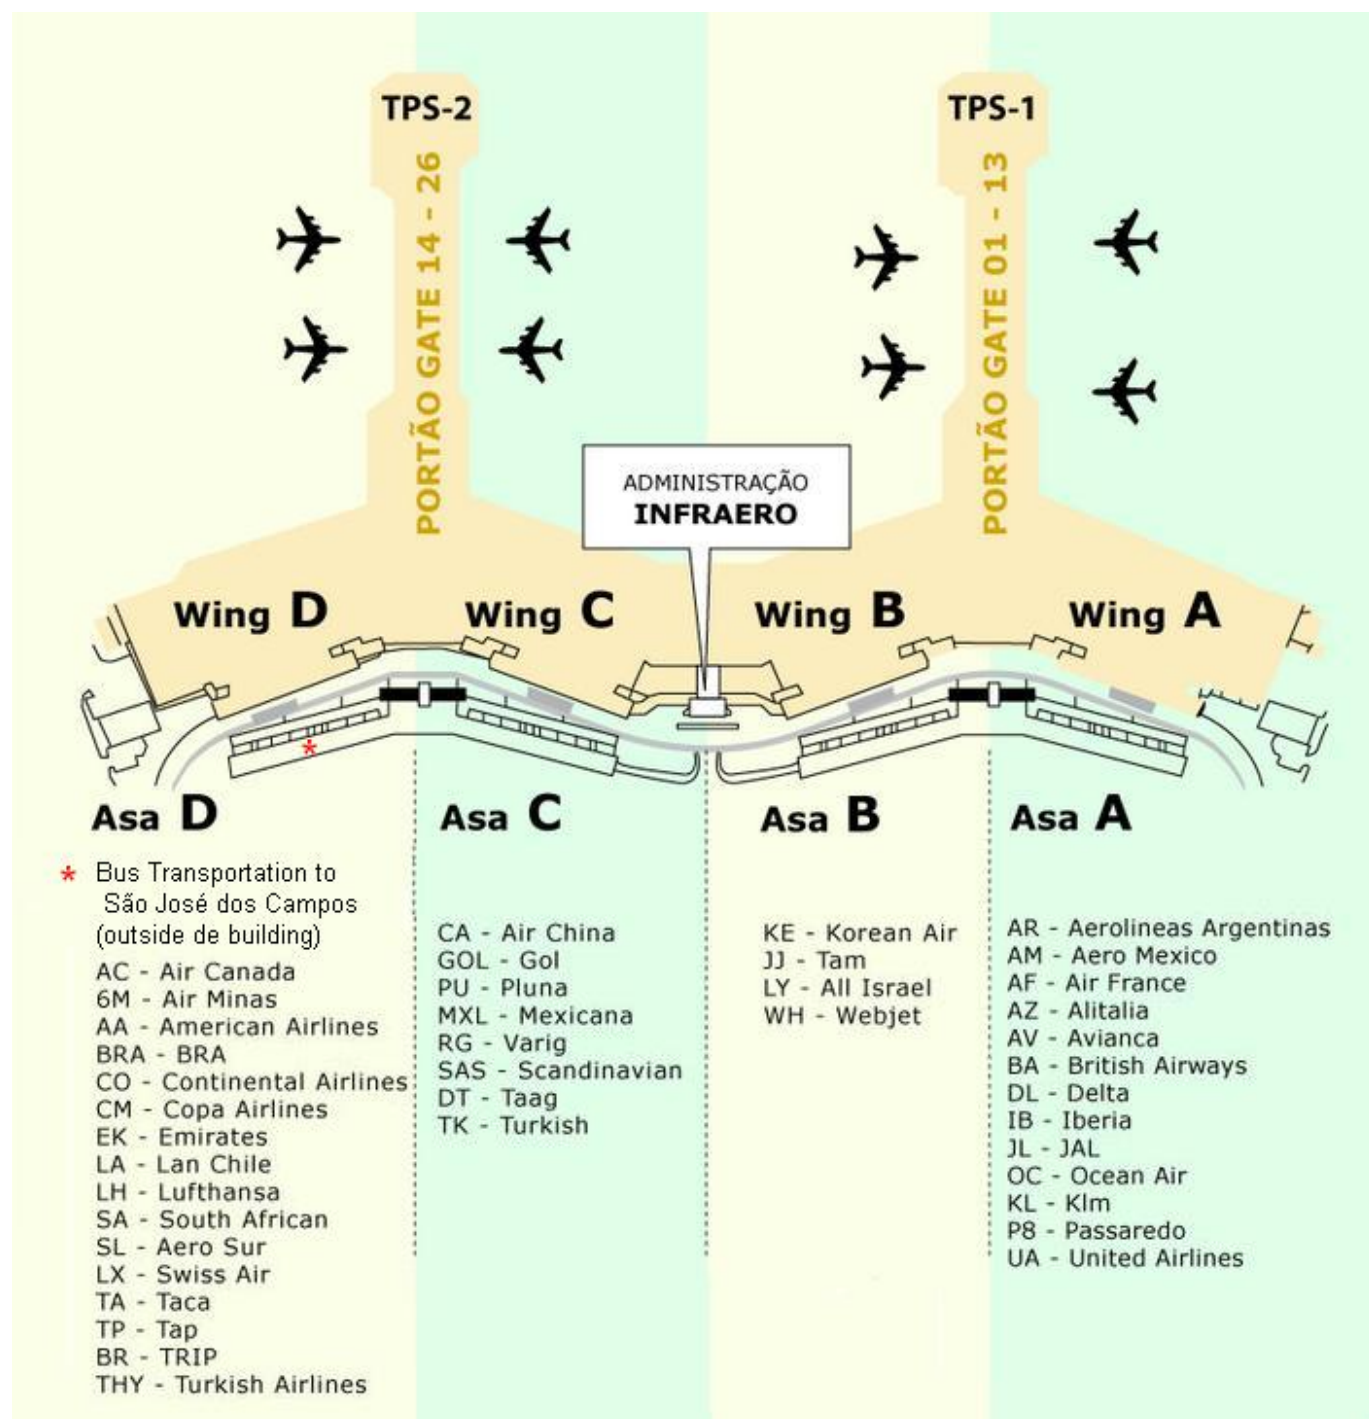 TPS-2
TPS-1
PORTÃO GATE 14 - 26
PORTÃO GATE 01 - 13
ADMINISTRAÇÃO
INFRAERO
Wing D
Wing C
Wing B
Wing A
*
Asa D
Asa C
Asa B
Asa A
* Bus Transportation to
São José dos Campos
(outside de building)
AC - Air Canada
6M - Air Minas
AA - American Airlines
BRA - BRA
CO - Continental Airlines
CM - Copa Airlines
EK - Emirates
LA - Lan Chile
LH - Lufthansa
SA - South African
SL - Aero Sur
LX - Swiss Air
TA - Taca
TP - Tap
BR - TRIP
THY - Turkish Airlines
CA - Air China
GOL - Gol
PU - Pluna
MXL - Mexicana
RG - Varig
SAS - Scandinavian
DT - Taag
TK - Turkish
KE - Korean Air
JJ - Tam
LY - All Israel
WH - Webjet
AR - Aerolineas Argentinas
AM - Aero Mexico
AF - Air France
AZ - Alitalia
AV - Avianca
BA - British Airways
DL - Delta
IB - Iberia
JL - JAL
OC - Ocean Air
KL - Klm
P8 - Passaredo
UA - United Airlines